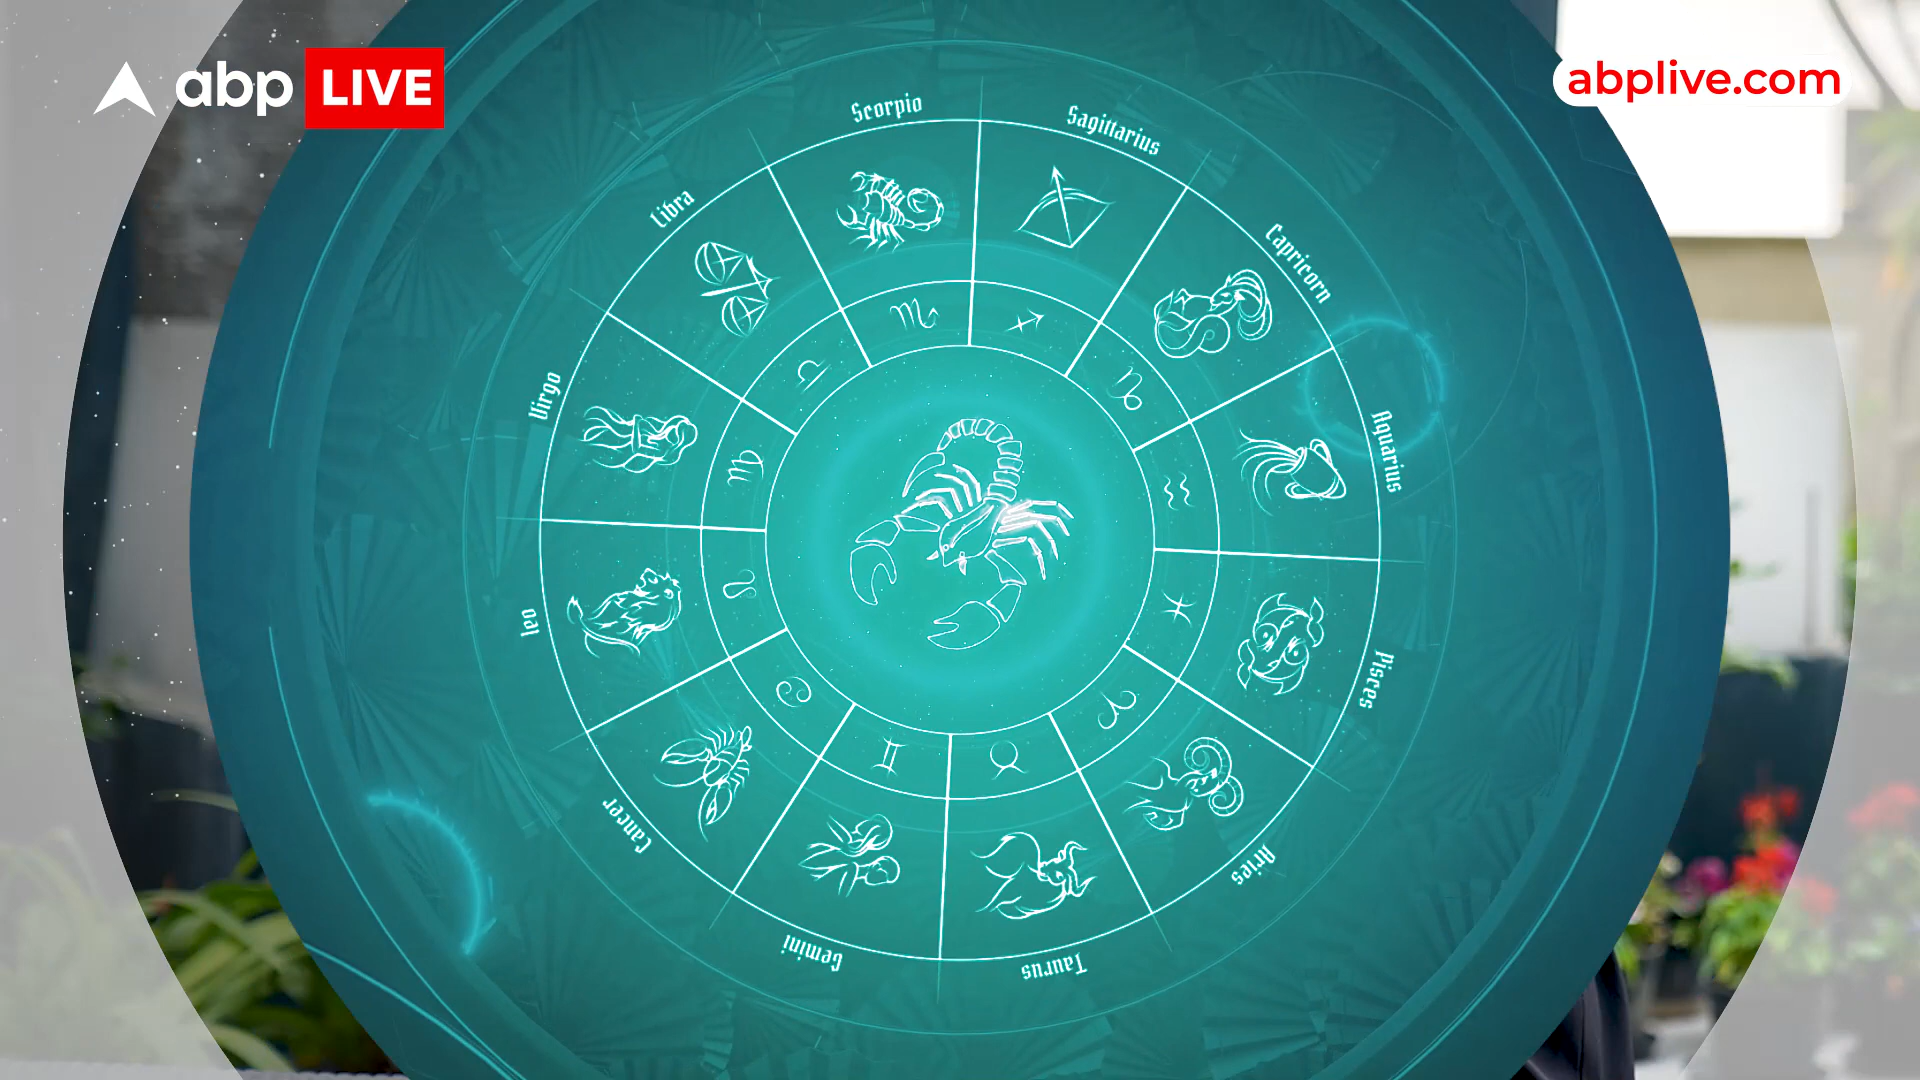 abp LIVE
abplive.com
Scorpio
Sagittarius
Capricorn
Aquarius
Pisces
Aries
Taurus
Gemini
Cancer
leo
Virgo
Libra